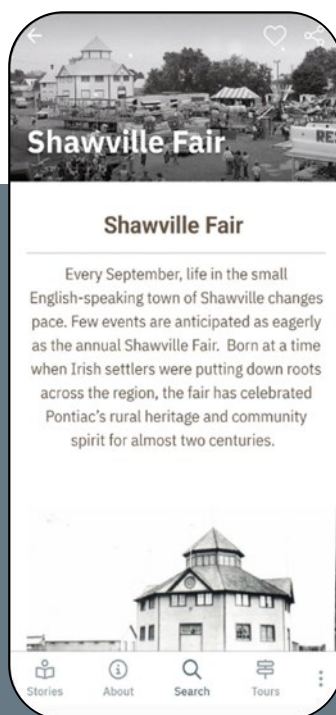 Shawville Fair
RE
Shawville Fair
Every September, life in the small
English-speaking town of Shawville changes
pace. Few events are anticipated as eagerly
as the annual Shawville Fair. Born at a time
when Irish settlers were putting down roots
across the region, the fair has celebrated
Pontiac's rural heritage and community
spirit for almost two centuries.
Stories About Search Tours